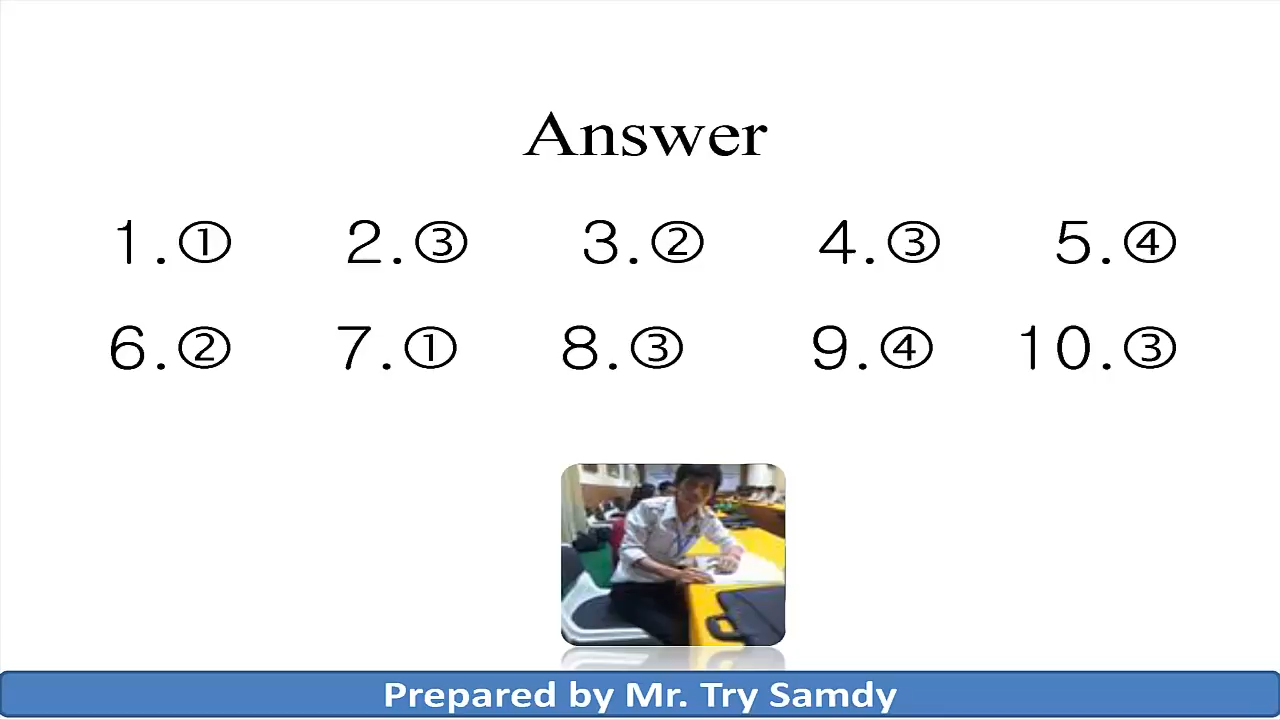 Answer
1.① 2.③ 3.② 4.③ 5.④
6.② 7.① 8.③ 9.④ 10.③
Prepared by Mr. Try Samdy